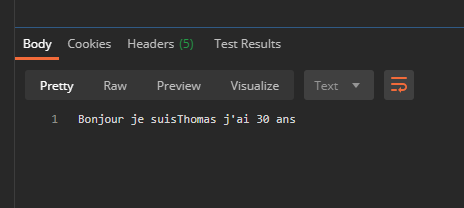 Body Cookies Headers (5) Test Results
Pretty Raw Preview Visualize Text
1 Bonjour je suisThomas j'ai 30 ans